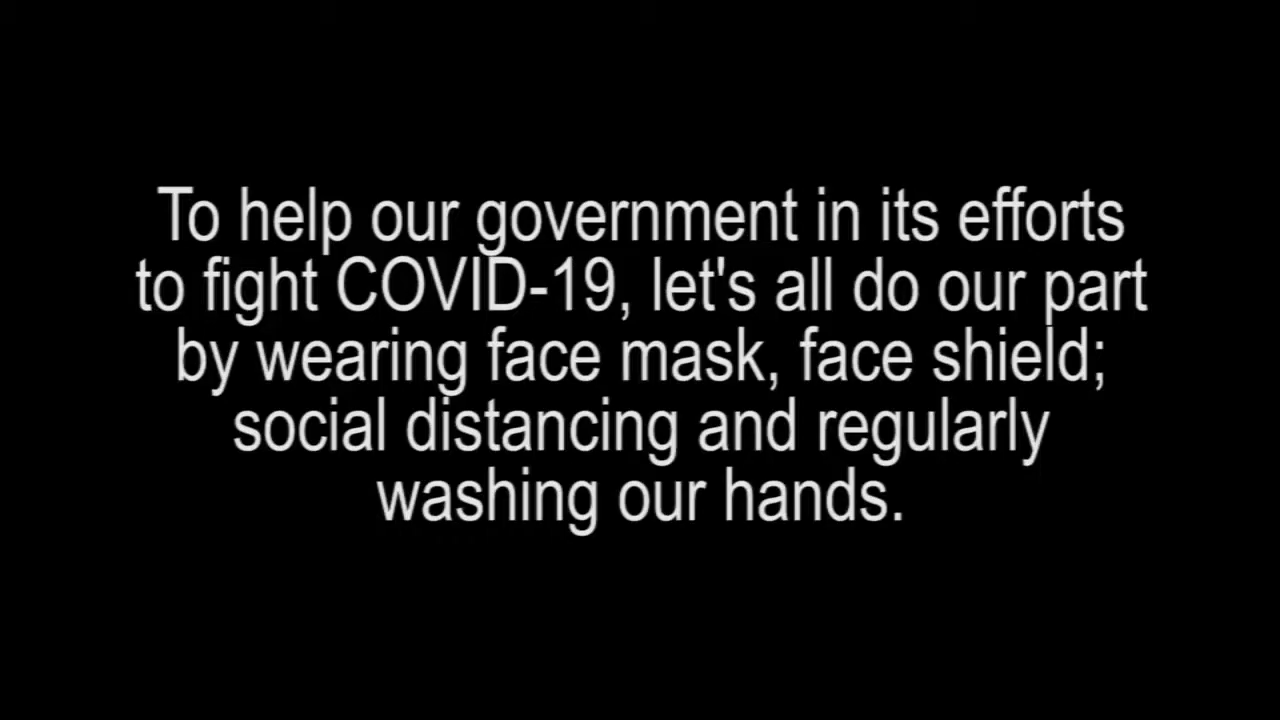 To help our government in its efforts
to fight COVID-19, let's all do our part
by wearing face mask, face shield;
social distancing and regularly
washing our hands.